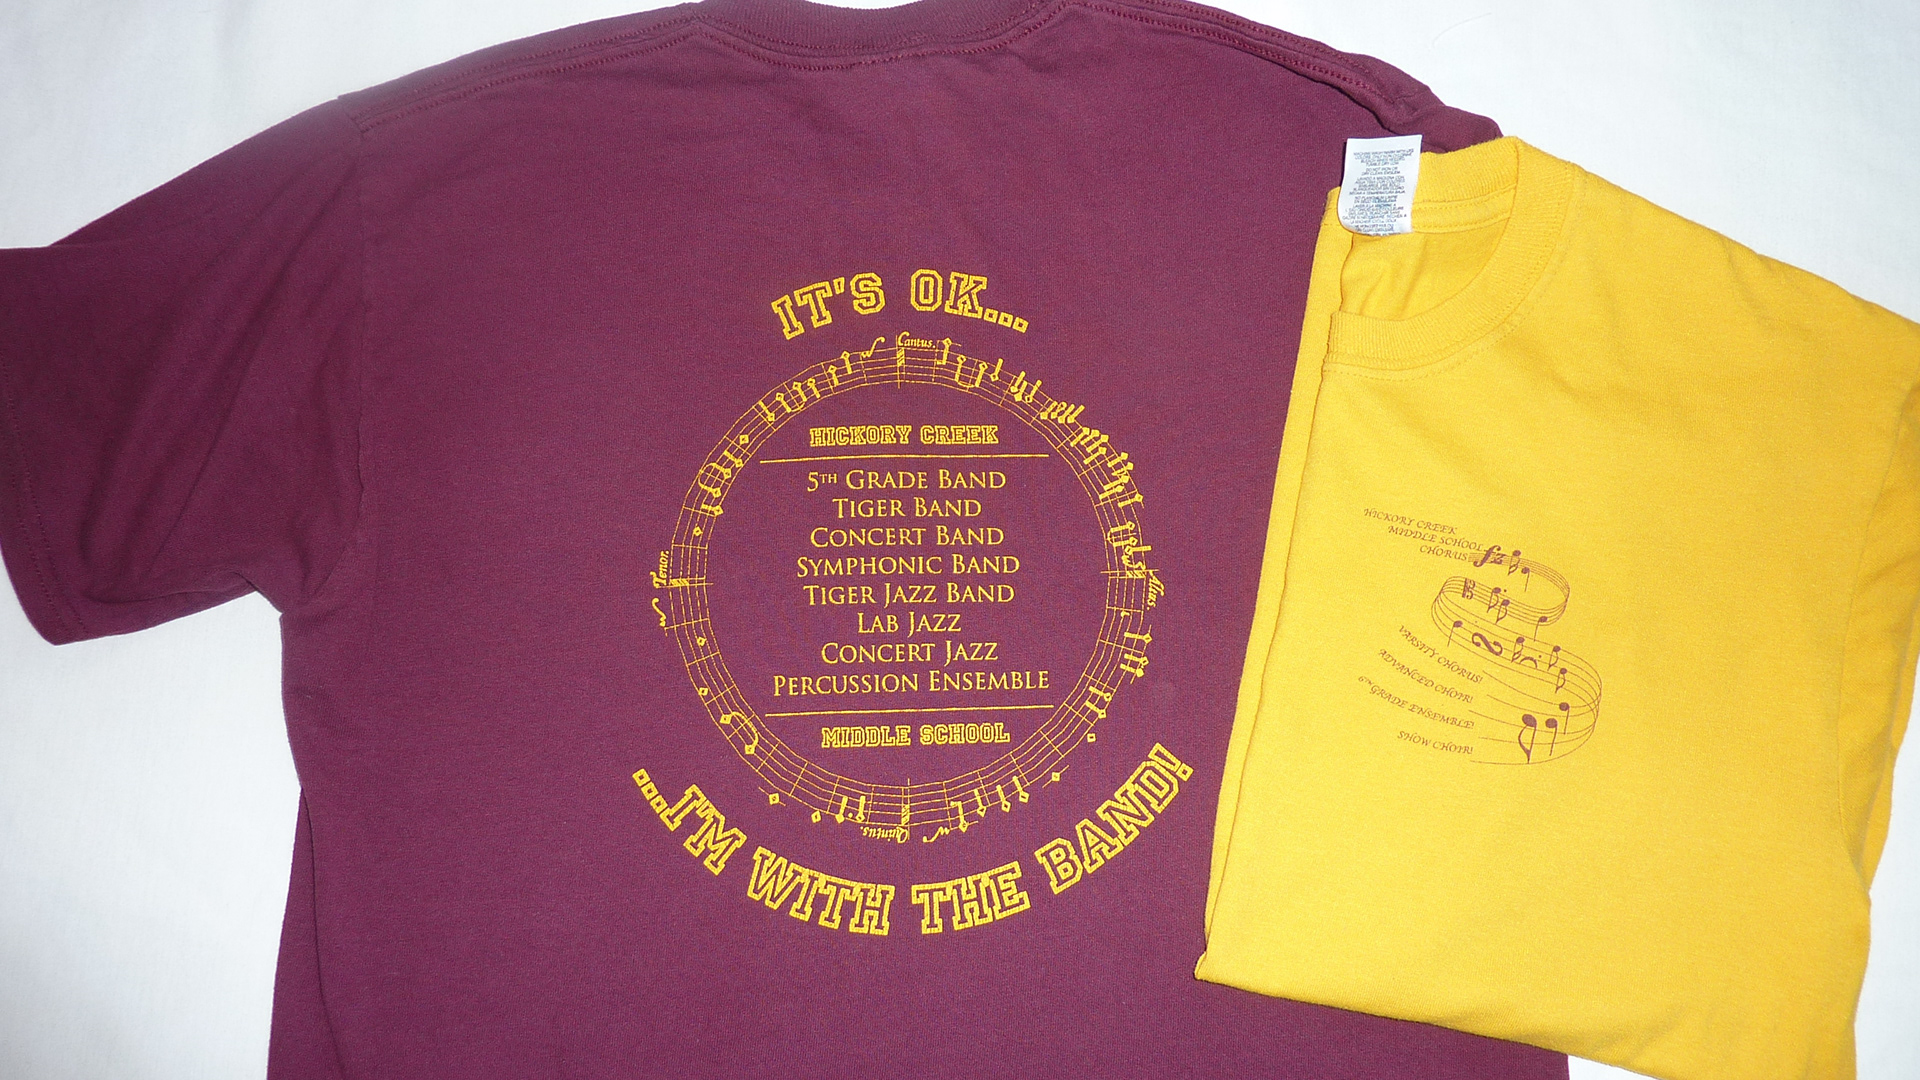 IT'S OK...
Cantus.
HICKORY CREEK
5TH GRADE BAND
TIGER BAND
CONCERT BAND
SYMPHONIC BAND
TIGER JAZZ BAND
LAB JAZZ
CONCERT JAZZ
PERCUSSION ENSEMBLE
MIDDLE SCHOOL
Tenor.
Altus.
Quintus.
...I'M WITH THE BAND!
HICKORY CREEK
MIDDLE SCHOOL
CHORUS
VARSITY CHORUS!
ADVANCED CHOIR!
6TH GRADE ENSEMBLE!
SHOW CHOIR!